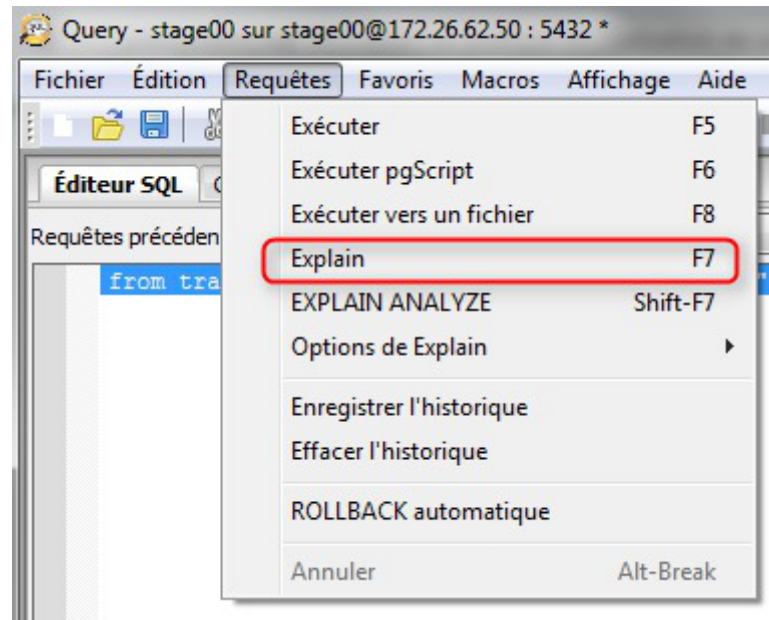 Query - stage00 sur stage00@172.26.62.50 : 5432 *
Fichier Édition Requêtes Favoris Macros Affichage Aide
Exécuter F5
Éditeur SQL
Exécuter pgScript F6
Exécuter vers un fichier F8
Requêtes précéden
Explain F7
from tra
EXPLAIN ANALYZE Shift-F7
Options de Explain
Enregistrer l'historique
Effacer l'historique
ROLLBACK automatique
Annuler Alt-Break